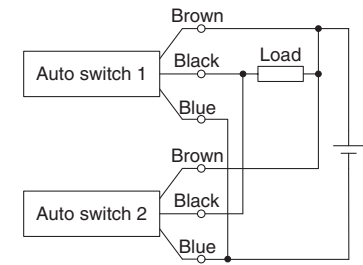 Brown
Auto switch 1
Black
Load
Blue
Brown
Auto switch 2
Black
Blue